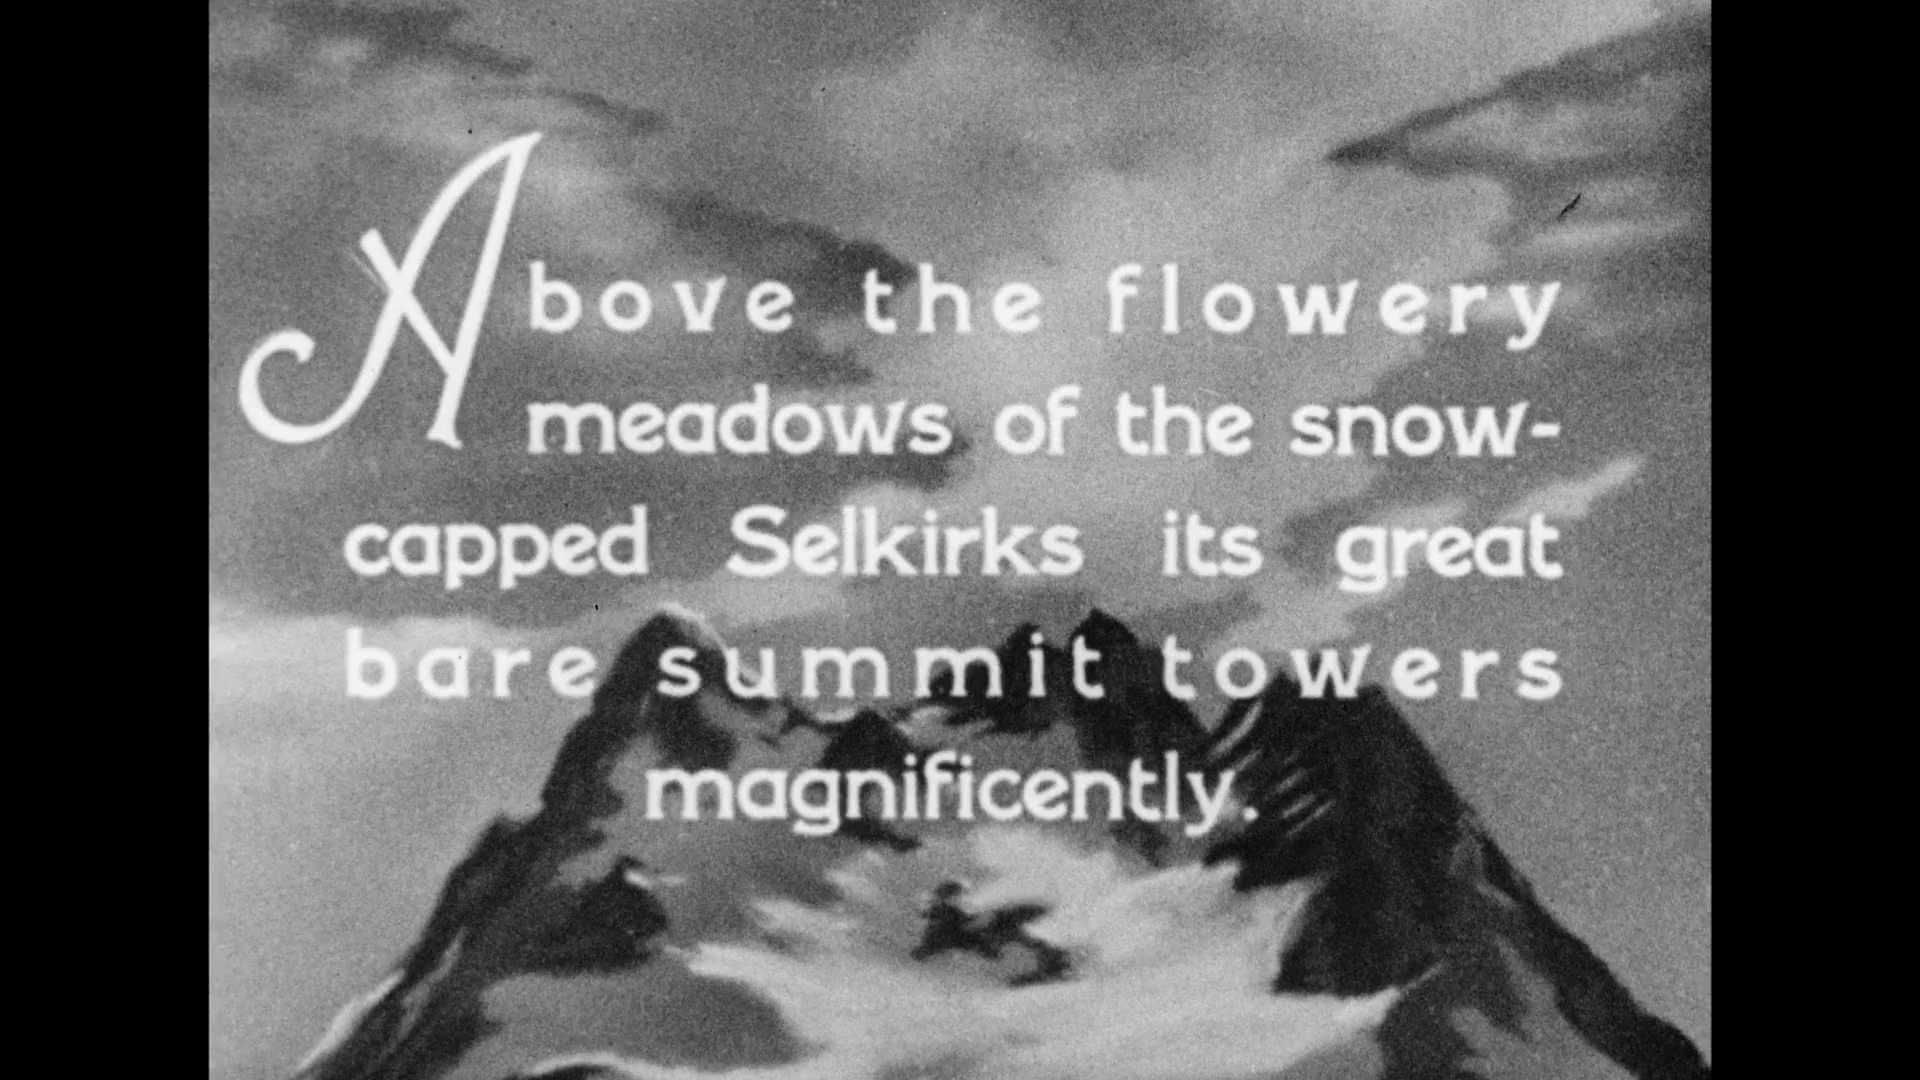 Above the flowery
meadows of the snow-
capped Selkirks its great
bare summit towers
magnificently.